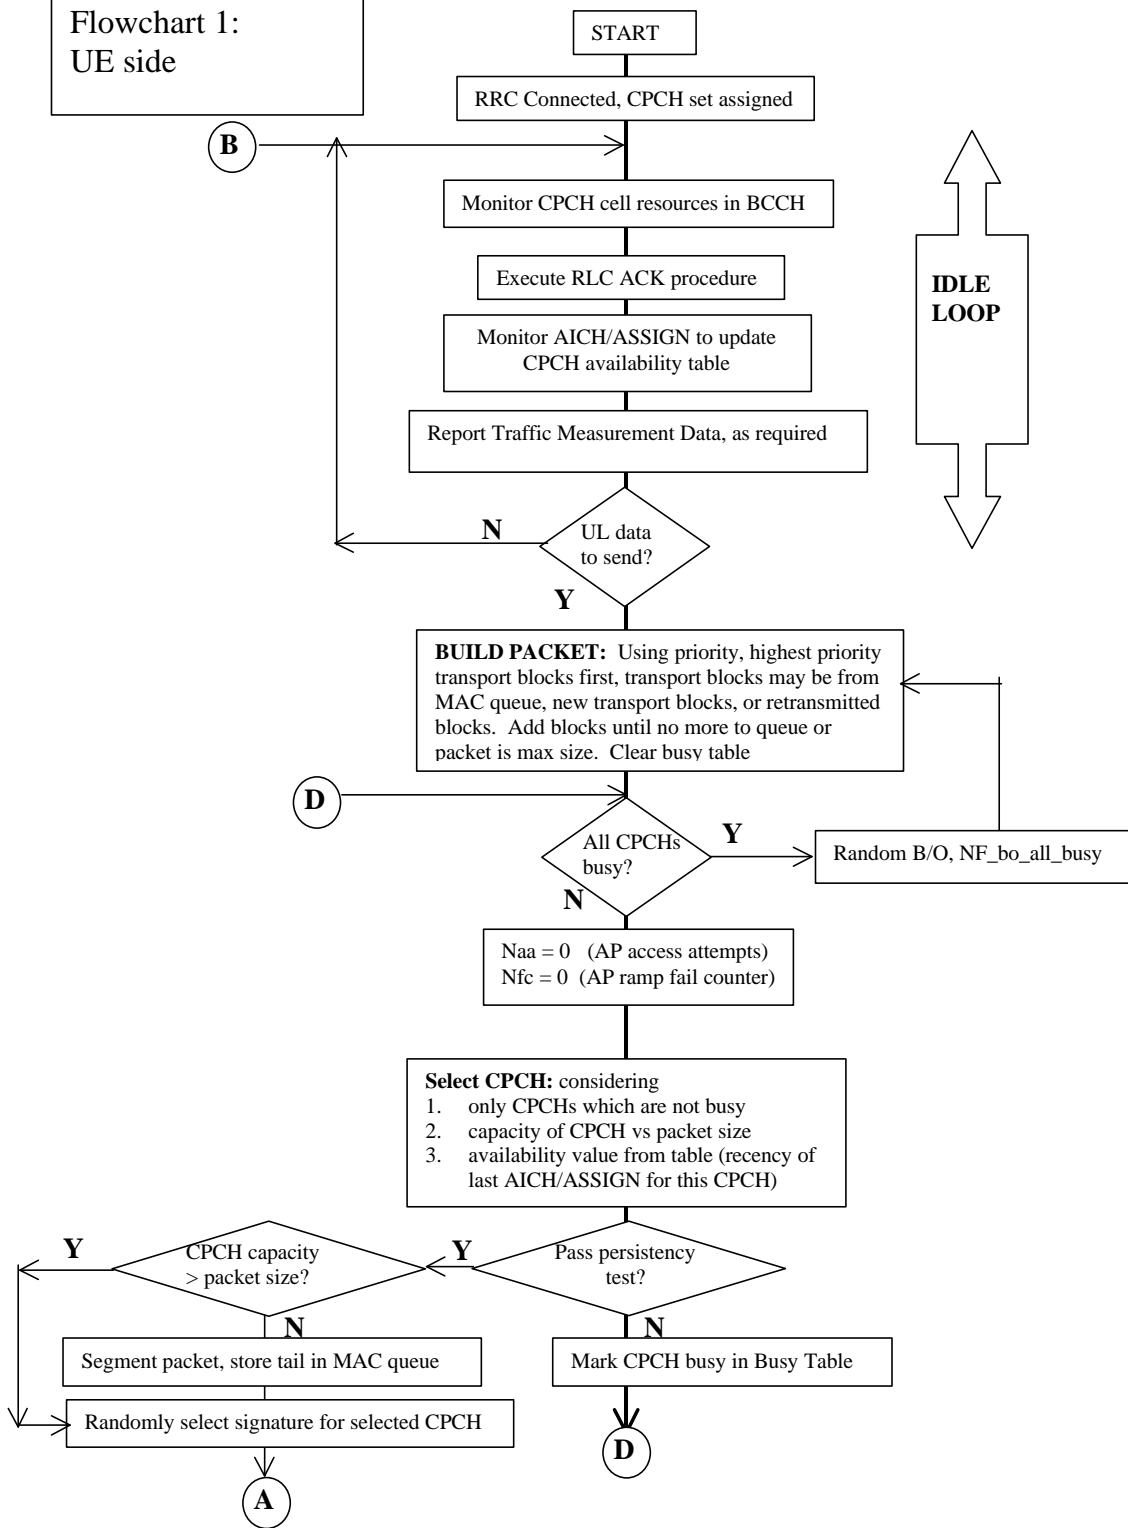 Flowchart 1:
UE side
START
RRC Connected, CPCH set assigned
B
Monitor CPCH cell resources in BCCH
Execute RLC ACK procedure
IDLE
LOOP
Monitor AICH/ASSIGN to update
CPCH availability table
Report Traffic Measurement Data, as required
N
UL data
to send?
Y
BUILD PACKET: Using priority, highest priority
transport blocks first, transport blocks may be from
MAC queue, new transport blocks, or retransmitted
blocks. Add blocks until no more to queue or
packet is max size. Clear busy table
D
All CPCHs
busy?
Y
Random B/O, NF_bo_all_busy
N
Naa = 0 (AP access attempts)
Nfc = 0 (AP ramp fail counter)
Select CPCH: considering
1. only CPCHs which are not busy
2. capacity of CPCH vs packet size
3. availability value from table (recency of
last AICH/ASSIGN for this CPCH)
Y
CPCH capacity
> packet size?
Y
Pass persistency
test?
N
N
Segment packet, store tail in MAC queue
Mark CPCH busy in Busy Table
Randomly select signature for selected CPCH
D
A